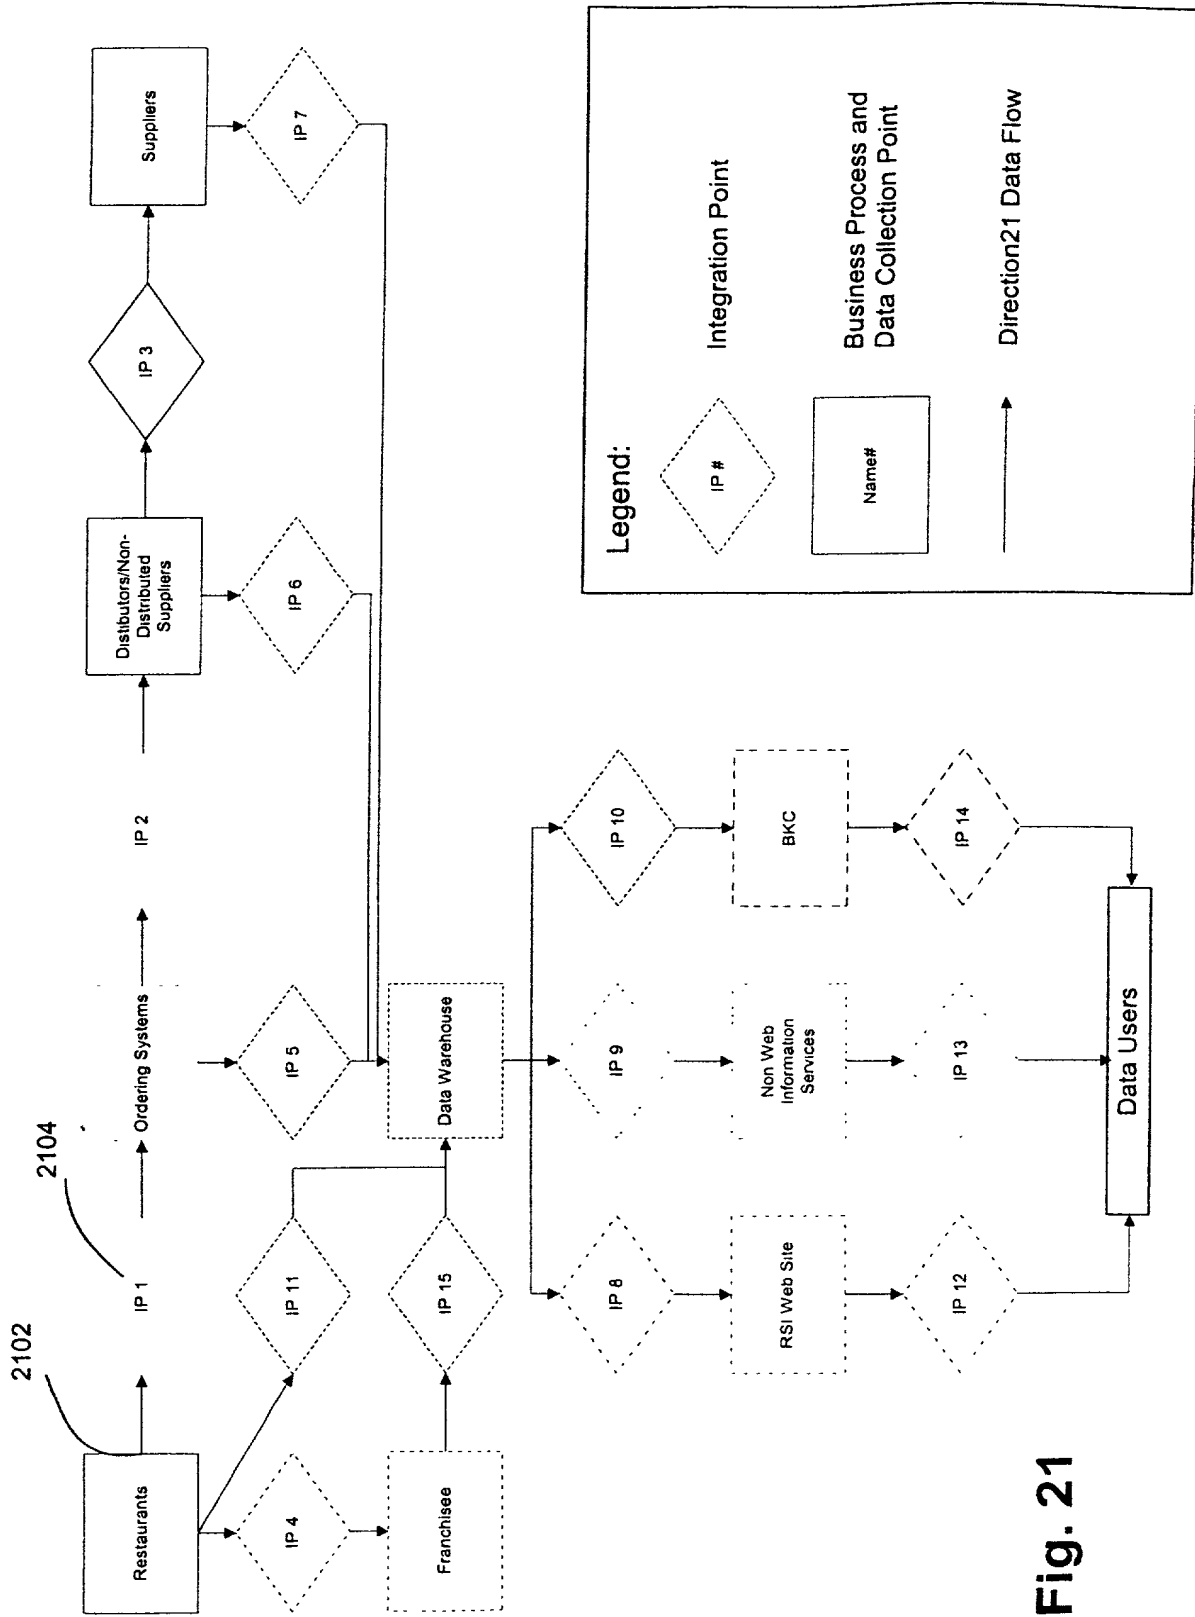 2102
2104
Restaurants
IP 1
Ordering Systems
IP 2
Distibutors/Non-
Distributed
Suppliers
IP 3
Suppliers
IP 4
IP 11
IP 5
IP 6
IP 7
Franchisee
IP 15
Data Warehouse
IP 8
IP 9
IP 10
RSI Web Site
Non Web
Information
Services
BKC
IP 12
IP 13
IP 14
Data Users
Legend:
IP #
Integration Point
Name#
Business Process and
Data Collection Point
Direction21 Data Flow
Fig. 21